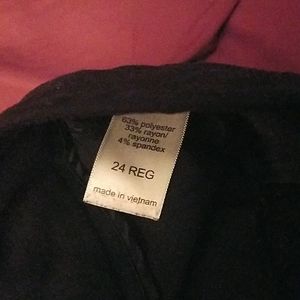 63% polyester
33% rayon/
rayonne
4% spandex
24 REG
made in vietnam